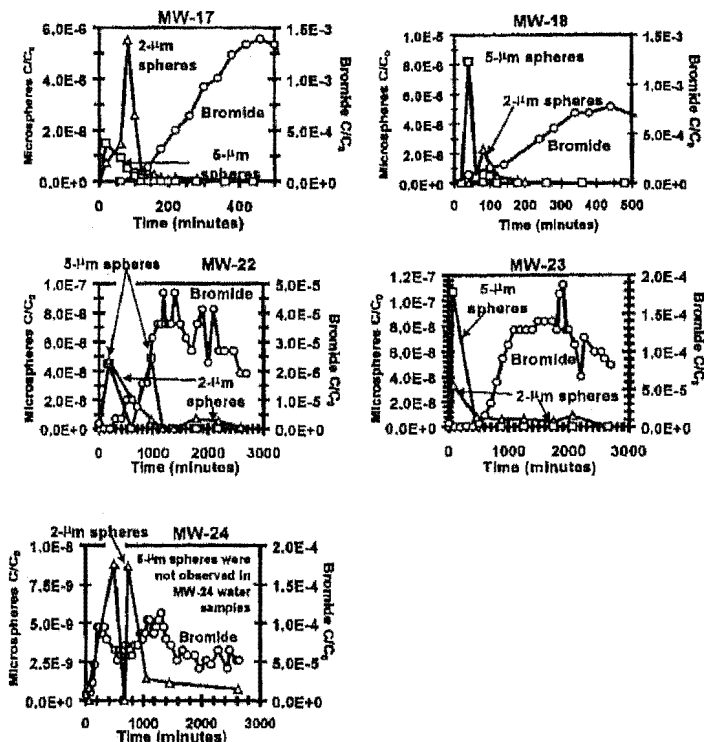 MW-17
6.0E-6
4.0E-6
2.0E-6
0.0E+0
Microspheres C/C₀
2-µm spheres
Bromide
5-µm spheres
1.5E-3
1.0E-3
5.0E-4
0.0E+0
Bromide C/C₀
0 200 400
Time (minutes)
MW-18
1.0E-5
8.0E-6
6.0E-6
4.0E-6
2.0E-6
0.0E+0
Microspheres C/C₀
5-µm spheres
2-µm spheres
Bromide
1.5E-3
1.0E-3
5.0E-4
0.0E+0
Bromide C/C₀
0 100 200 300 400 500
Time (minutes)
5-µm spheres
MW-22
1.0E-7
8.0E-8
6.0E-8
4.0E-8
2.0E-8
0.0E+0
Microspheres C/C₀
Bromide
2-µm spheres
5.0E-5
4.0E-5
3.0E-5
2.0E-5
1.0E-5
0.0E+0
Bromide C/C₀
0 1000 2000 3000
Time (minutes)
MW-23
1.2E-7
1.0E-7
8.0E-8
6.0E-8
4.0E-8
2.0E-8
0.0E+0
Microspheres C/C₀
5-µm spheres
Bromide
2-µm spheres
2.0E-4
1.5E-4
1.0E-4
5.0E-5
0.0E+0
Bromide C/C₀
0 1000 2000 3000
Time (minutes)
2-µm spheres
MW-24
1.0E-8
7.5E-9
5.0E-9
2.5E-9
0.0E+0
Microspheres C/C₀
5-µm spheres were
not observed in
MW-24 water
samples
Bromide
2.0E-4
1.5E-4
1.0E-4
5.0E-5
0.0E+0
Bromide C/C₀
0 1000 2000 3000
Time (minutes)